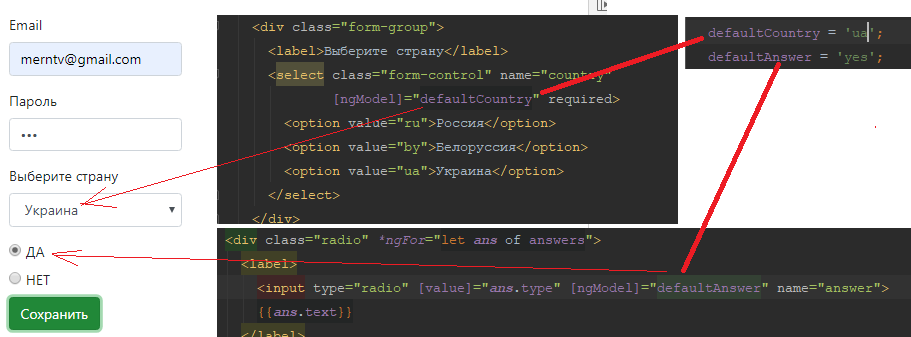 Email
merntv@gmail.com
Пароль
•••
Выберите страну
Украина
ДА
НЕТ
Сохранить
<div class="form-group">
<label>Выберите страну</label>
<select class="form-control" name="country"
[ngModel]="defaultCountry" required>
<option value="ru">Россия</option>
<option value="by">Белоруссия</option>
<option value="ua">Украина</option>
</select>
</div>
defaultCountry = 'ua';
defaultAnswer = 'yes';
<div class="radio" *ngFor="let ans of answers">
<label>
<input type="radio" [value]="ans.type" [ngModel]="defaultAnswer" name="answer">
{{ans.text}}
</label>